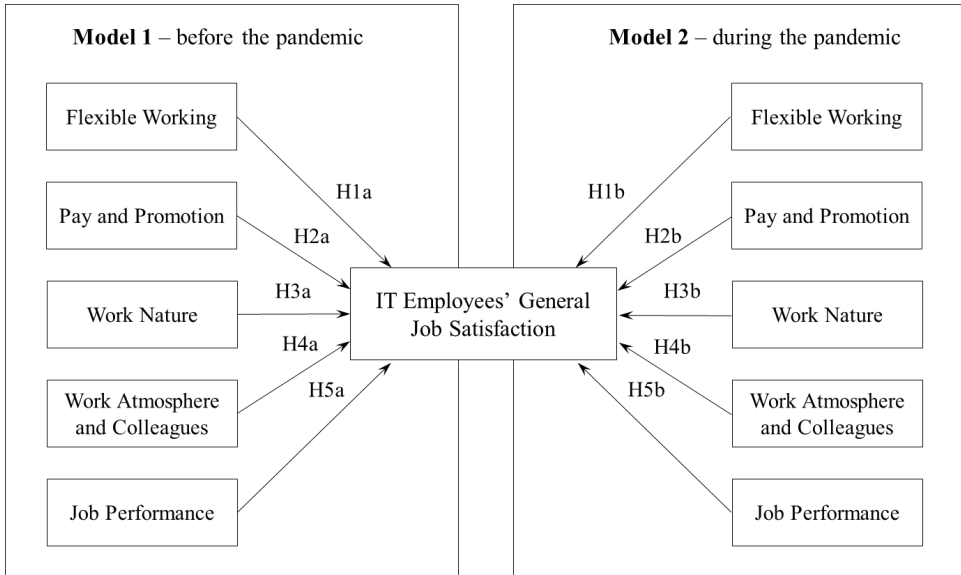 Model 1 – before the pandemic
Flexible Working
H1a
Pay and Promotion
H2a
Work Nature
H3a
Work Atmosphere
and Colleagues
H4a
Job Performance
H5a
IT Employees’ General
Job Satisfaction
Model 2 – during the pandemic
Flexible Working
H1b
Pay and Promotion
H2b
Work Nature
H3b
Work Atmosphere
and Colleagues
H4b
Job Performance
H5b